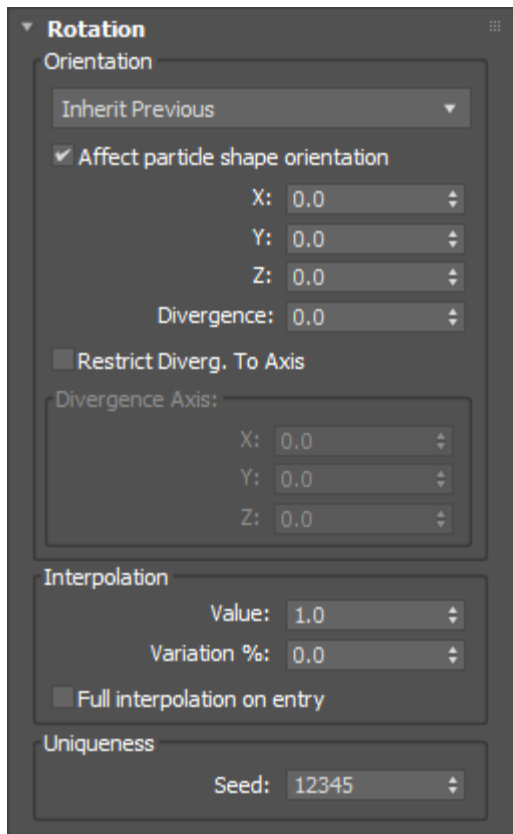 Rotation
Orientation
Inherit Previous
Affect particle shape orientation
X: 0.0
Y: 0.0
Z: 0.0
Divergence: 0.0
Restrict Diverg. To Axis
Divergence Axis:
X: 0.0
Y: 0.0
Z: 0.0
Interpolation
Value: 1.0
Variation %: 0.0
Full interpolation on entry
Uniqueness
Seed: 12345